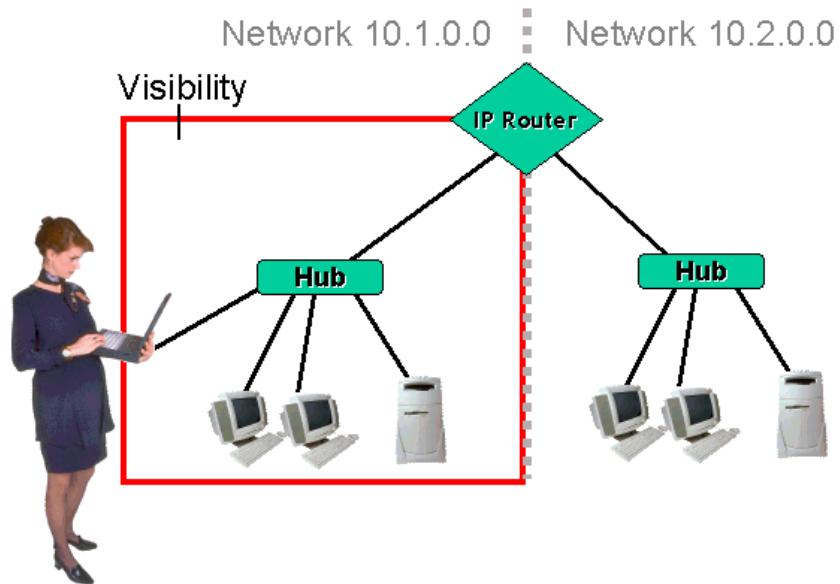 Network 10.1.0.0
Network 10.2.0.0
Visibility
IP Router
Hub
Hub